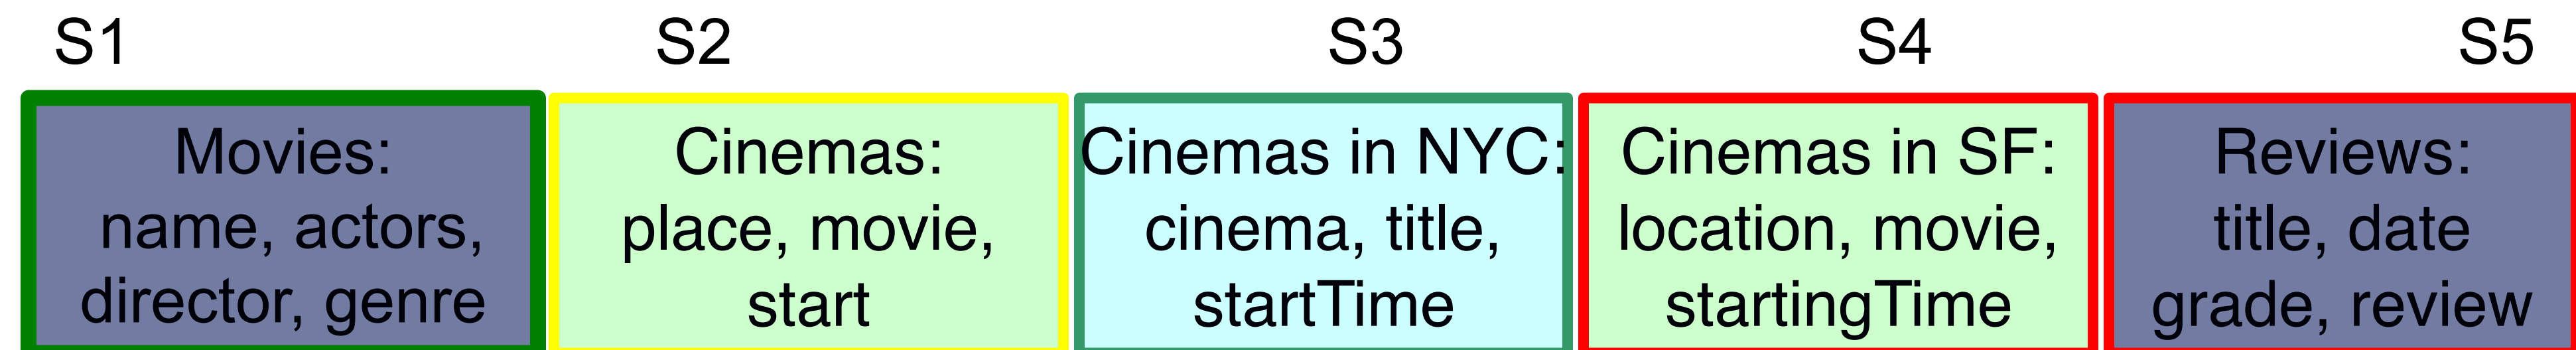 S1
S2
S3
S4
S5
Movies:
name, actors,
director, genre
Cinemas:
place, movie,
start
Cinemas in NYC:
cinema, title,
startTime
Cinemas in SF:
location, movie,
startingTime
Reviews:
title, date
grade, review